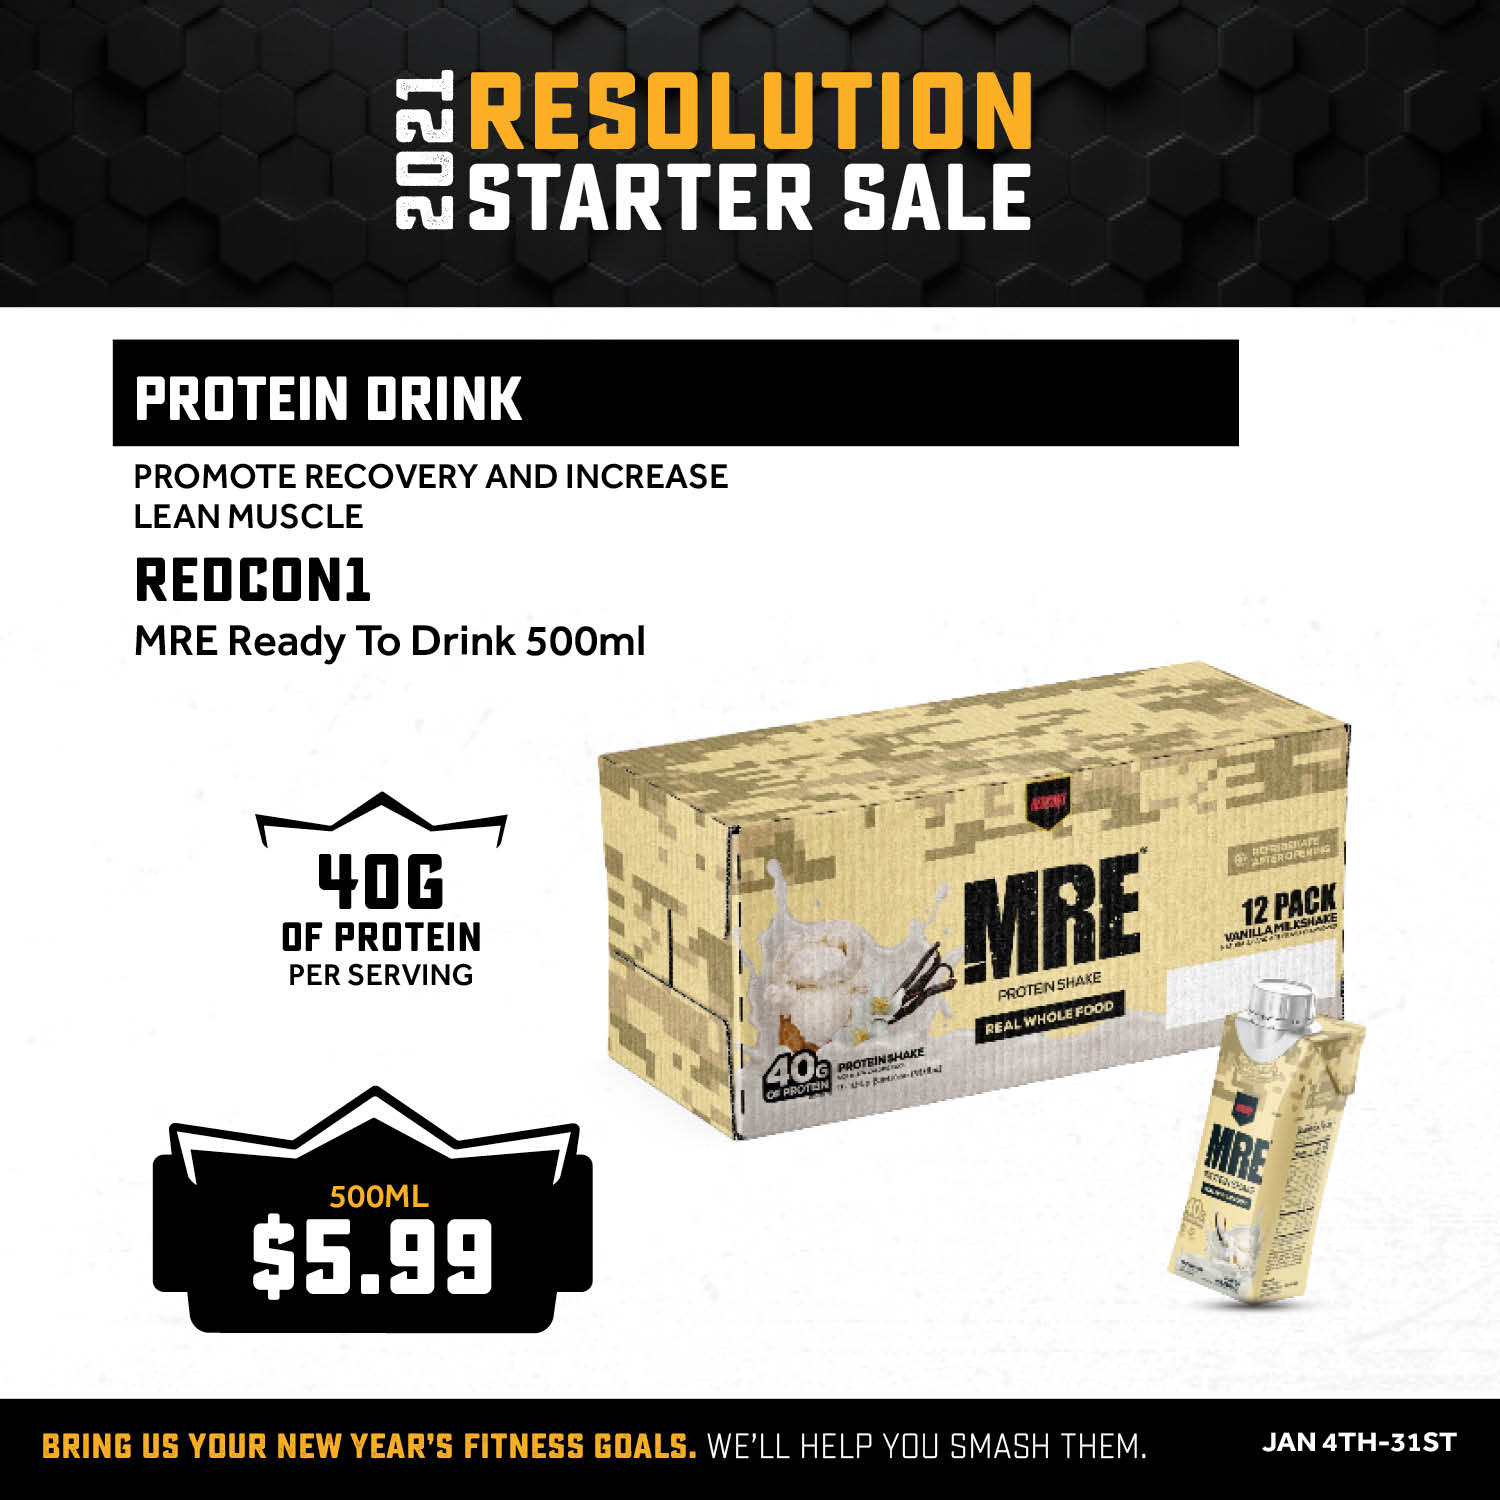 2021
RESOLUTION
STARTER SALE
PROTEIN DRINK
PROMOTE RECOVERY AND INCREASE
LEAN MUSCLE
REDCON1
MRE Ready To Drink 500ml
40G
OF PROTEIN
PER SERVING
500ML
$5.99
REDCON1
MRE
PROTEIN SHAKE
REAL WHOLE FOOD
REFRIGERATE
AFTER OPENING
12 PACK
VANILLA MILKSHAKE
40G
OF PROTEIN
PROTEIN SHAKE
MRE
PROTEIN SHAKE
BRING US YOUR NEW YEAR'S FITNESS GOALS. WE'LL HELP YOU SMASH THEM.
JAN 4TH-31ST